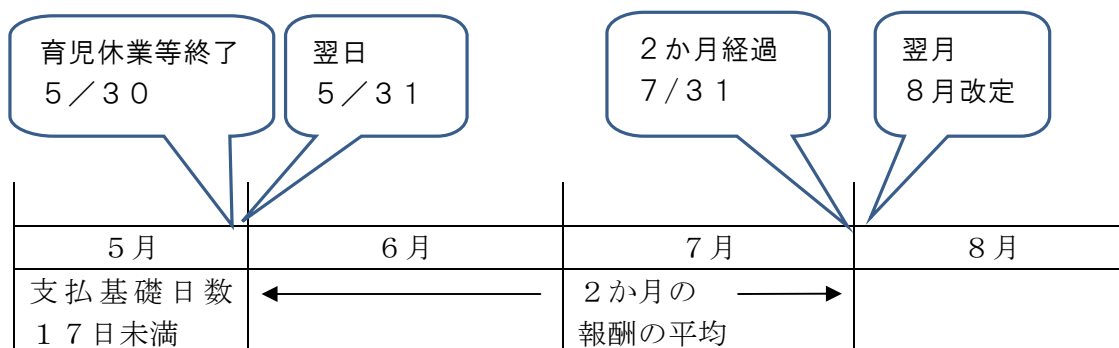 育児休業等終了
５／３０
翌日
５／３１
２か月経過
７/３１
翌月
８月改定
５月
６月
７月
８月
支払基礎日数
１７日未満
２か月の
報酬の平均